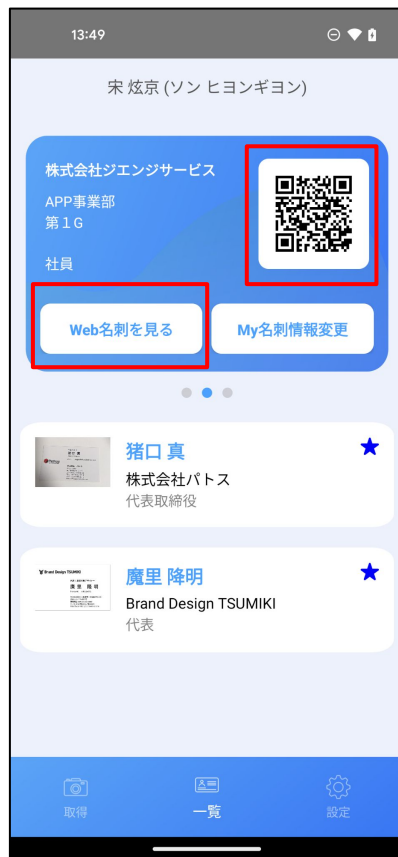 13:49
宋 炫京 (ソン ヒヨンギヨン)
株式会社ジエンジサービス
APP事業部
第１G
社員
Web名刺を見る
My名刺情報変更
猪口 真
株式会社パトス
代表取締役
Brand Design TSUMIKI
魔里 降明
Brand Design TSUMIKI
代表
取得
一覧
設定